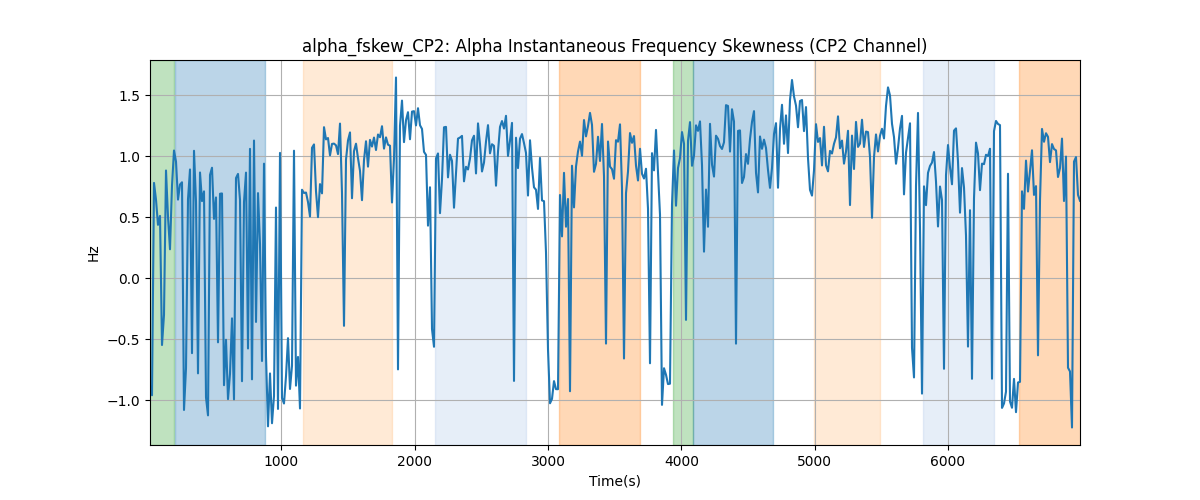 alpha_fskew_CP2: Alpha Instantaneous Frequency Skewness (CP2 Channel)
1.5
1.0
0.5
0.0
−0.5
−1.0
Hz
1000 2000 3000 4000 5000 6000
Time(s)